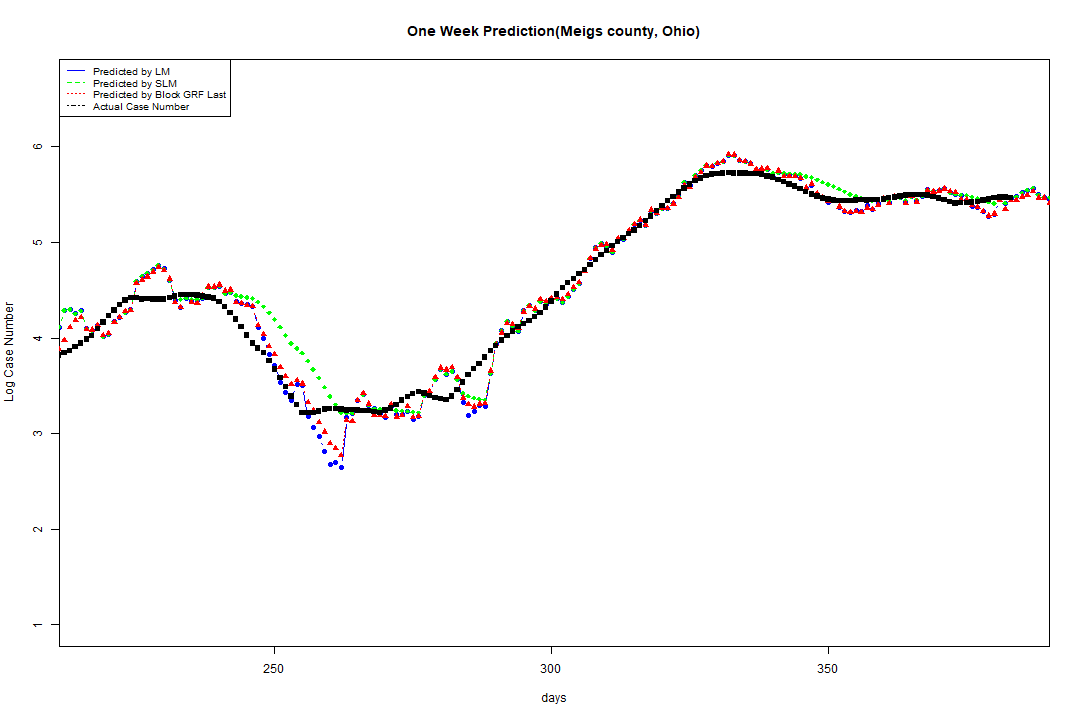 One Week Prediction(Meigs county, Ohio)
Predicted by LM
Predicted by SLM
Predicted by Block GRF Last
Actual Case Number
Log Case Number
6
5
4
3
2
1
250 300 350
days